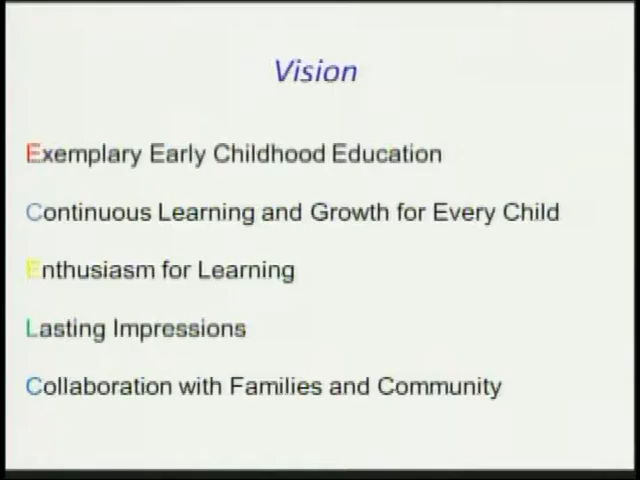 Vision
Exemplary Early Childhood Education
Continuous Learning and Growth for Every Child
Enthusiasm for Learning
Lasting Impressions
Collaboration with Families and Community